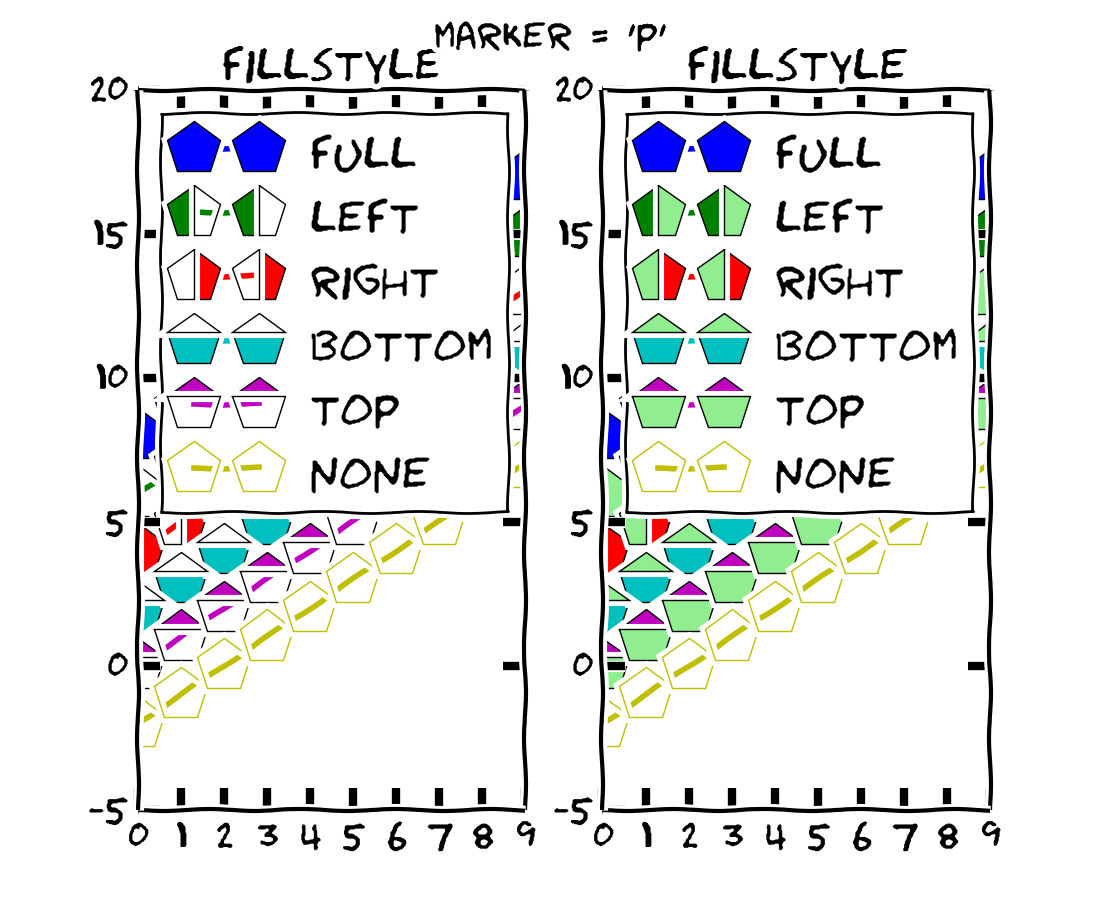 MARKER = 'P'
FILLSTYLE
20
15
10
5
0
-5
0 1 2 3 4 5 6 7 8 9
FULL
LEFT
RIGHT
BOTTOM
TOP
NONE
FILLSTYLE
20
15
10
5
0
-5
0 1 2 3 4 5 6 7 8 9
FULL
LEFT
RIGHT
BOTTOM
TOP
NONE